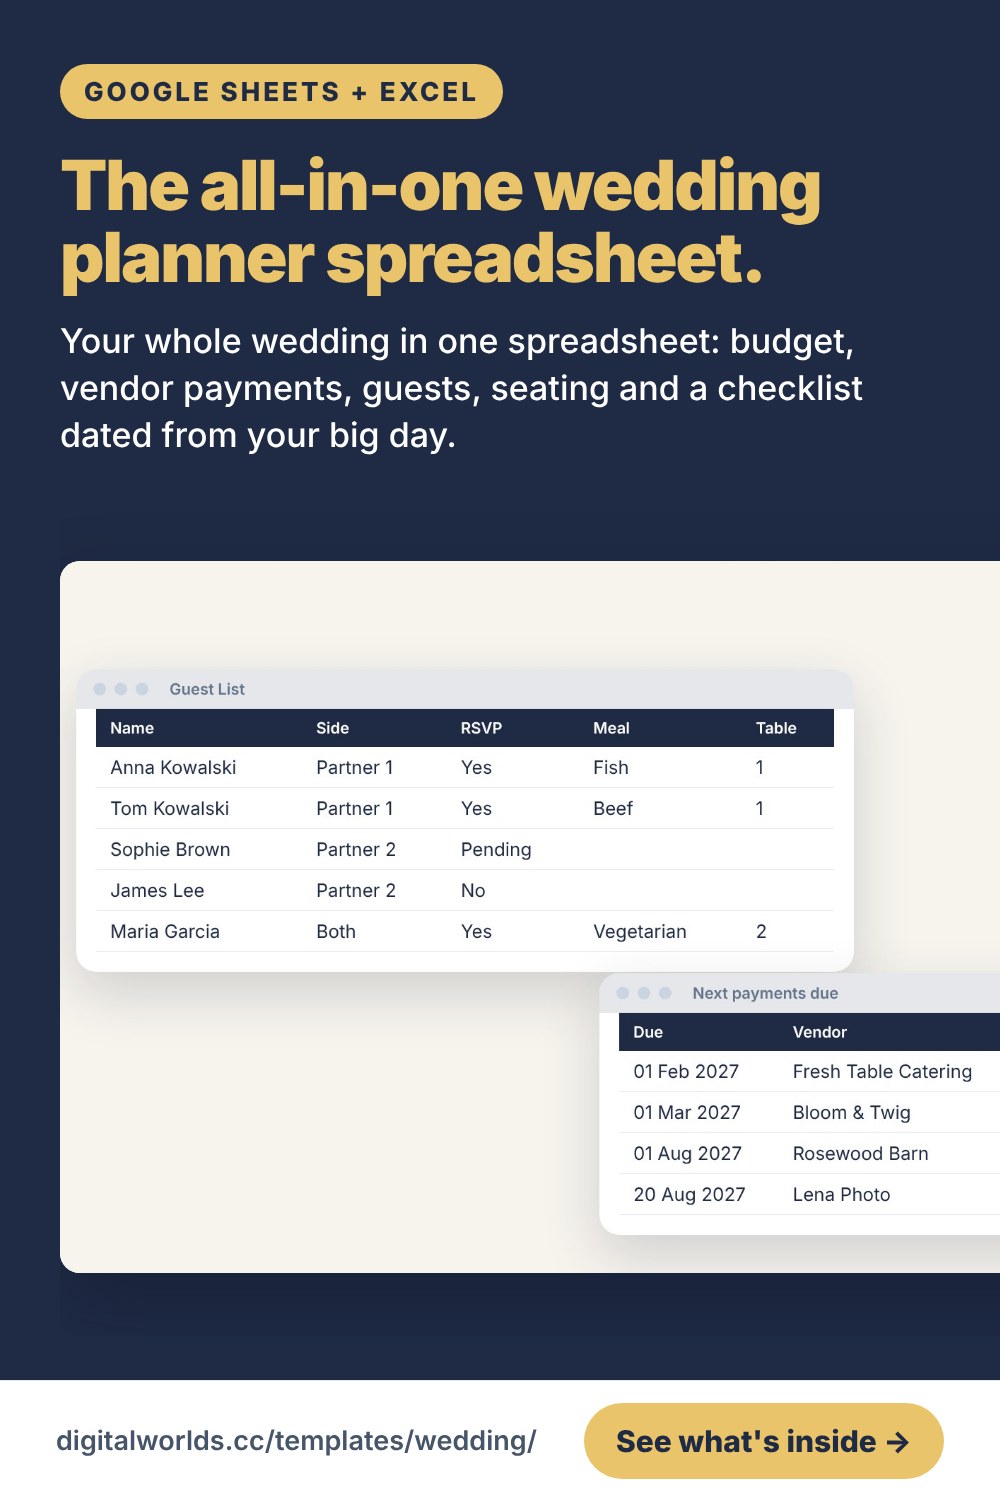 GOOGLE SHEETS + EXCEL
The all-in-one wedding
planner spreadsheet.
Your whole wedding in one spreadsheet: budget,
vendor payments, guests, seating and a checklist
dated from your big day.
Guest List
Name Side RSVP Meal Table
Anna Kowalski Partner 1 Yes Fish 1
Tom Kowalski Partner 1 Yes Beef 1
Sophie Brown Partner 2 Pending
James Lee Partner 2 No
Maria Garcia Both Yes Vegetarian 2
Next payments due
Due Vendor
01 Feb 2027 Fresh Table Catering
01 Mar 2027 Bloom & Twig
01 Aug 2027 Rosewood Barn
20 Aug 2027 Lena Photo
digitalworlds.cc/templates/wedding/
See what's inside →